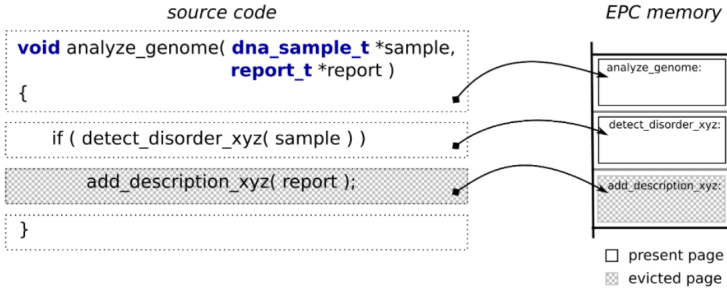 source code
void analyze_genome( dna_sample_t *sample,
report_t *report )
{
if ( detect_disorder_xyz( sample ) )
add_description_xyz( report );
}
EPC memory
analyze_genome:
detect_disorder_xyz:
add_description_xyz:
present page
evicted page